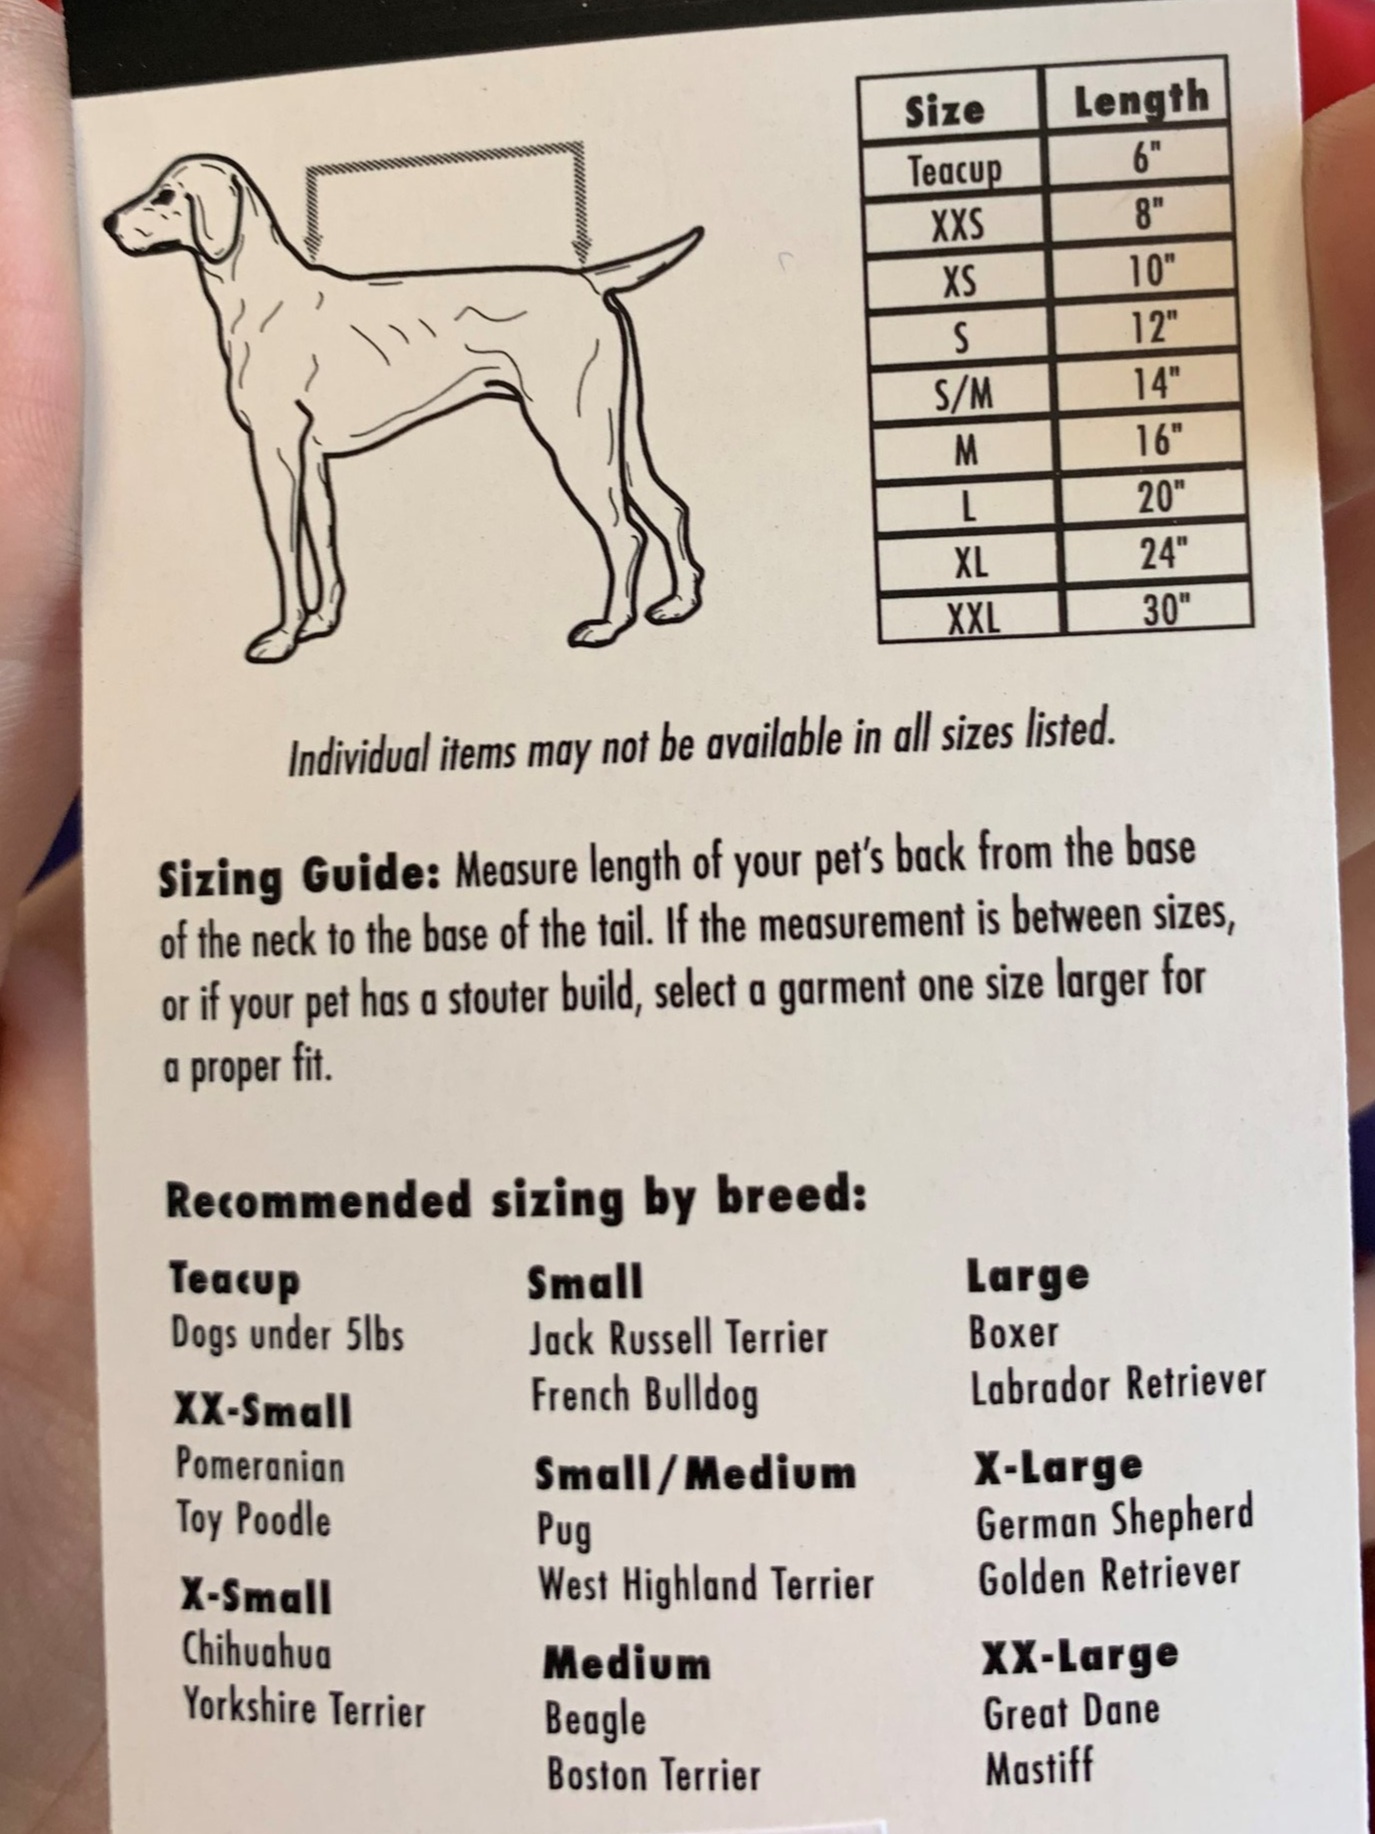 Size Length
Teacup 6"
XXS 8"
XS 10"
S 12"
S/M 14"
M 16"
L 20"
XL 24"
XXL 30"
Individual items may not be available in all sizes listed.
Sizing Guide: Measure length of your pet's back from the base
of the neck to the base of the tail. If the measurement is between sizes,
or if your pet has a stouter build, select a garment one size larger for
a proper fit.
Recommended sizing by breed:
Teacup
Dogs under 5lbs
XX-Small
Pomeranian
Toy Poodle
X-Small
Chihuahua
Yorkshire Terrier
Small
Jack Russell Terrier
French Bulldog
Small/Medium
Pug
West Highland Terrier
Medium
Beagle
Boston Terrier
Large
Boxer
Labrador Retriever
X-Large
German Shepherd
Golden Retriever
XX-Large
Great Dane
Mastiff